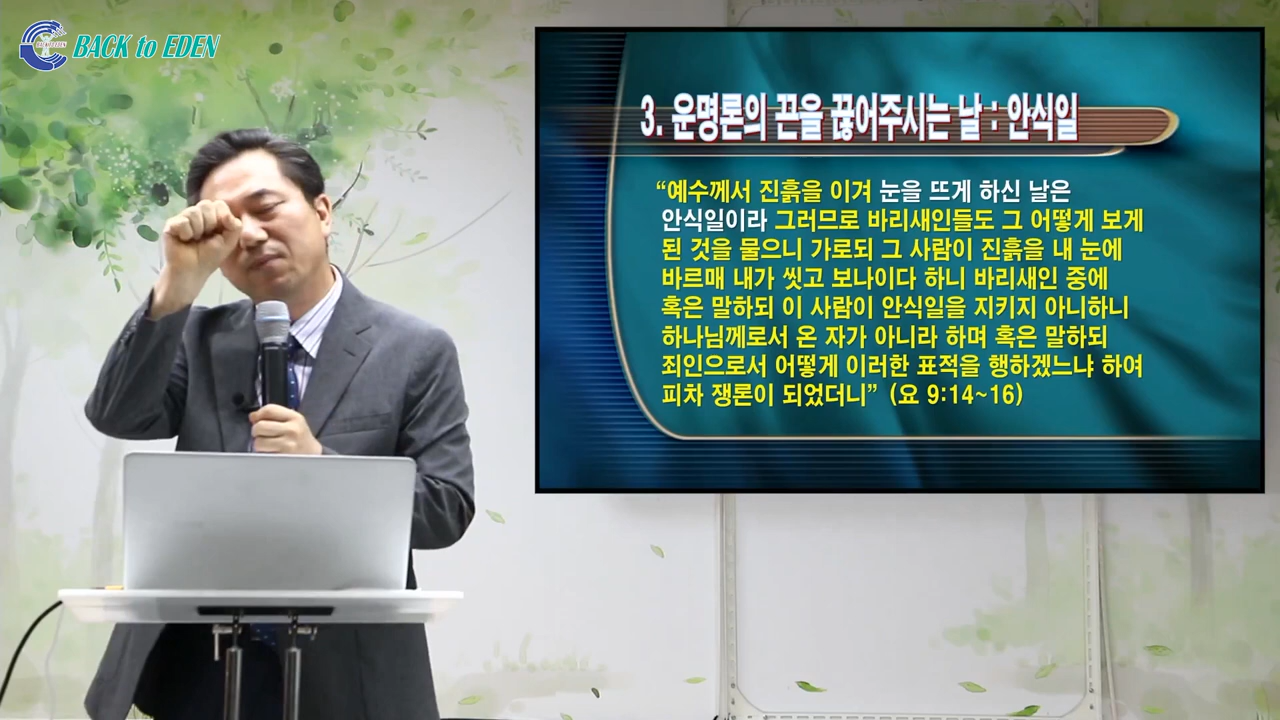 BACK to EDEN
3. 운명론의 끈을 끊어주시는 날 : 안식일
“예수께서 진흙을 이겨 눈을 뜨게 하신 날은
안식일이라 그러므로 바리새인들도 그 어떻게 보게
된 것을 물으니 가로되 그 사람이 진흙을 내 눈에
바르매 내가 씻고 보나이다 하니 바리새인 중에
혹은 말하되 이 사람이 안식일을 지키지 아니하니
하나님께로서 온 자가 아니라 하며 혹은 말하되
죄인으로서 어떻게 이러한 표적을 행하겠느냐 하여
피차 쟁론이 되었더니” (요 9:14~16)